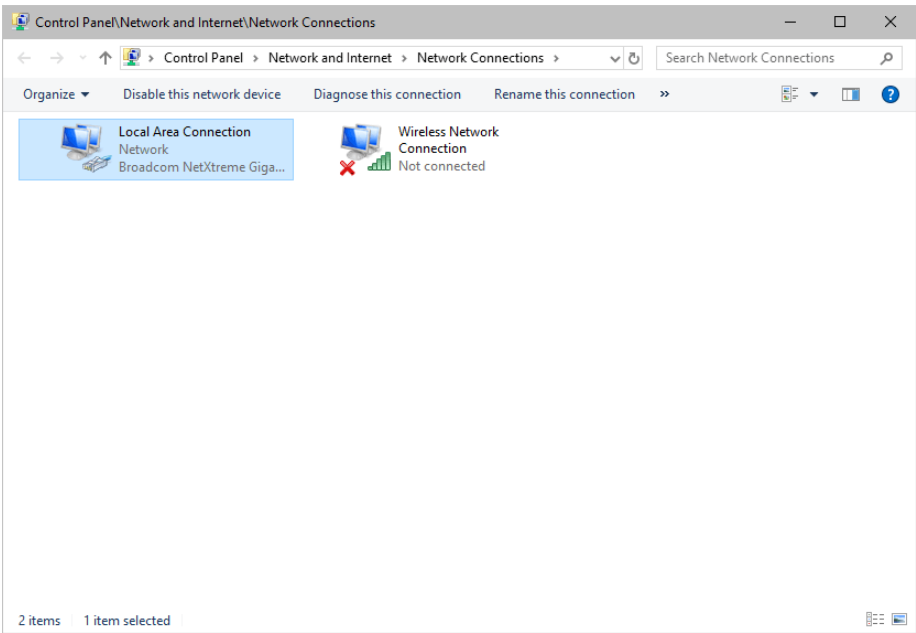 Control Panel\Network and Internet\Network Connections
Control Panel > Network and Internet > Network Connections >
Search Network Connections
Organize Disable this network device Diagnose this connection Rename this connection »
Local Area Connection
Network
Broadcom NetXtreme Giga...
Wireless Network
Connection
Not connected
2 items 1 item selected